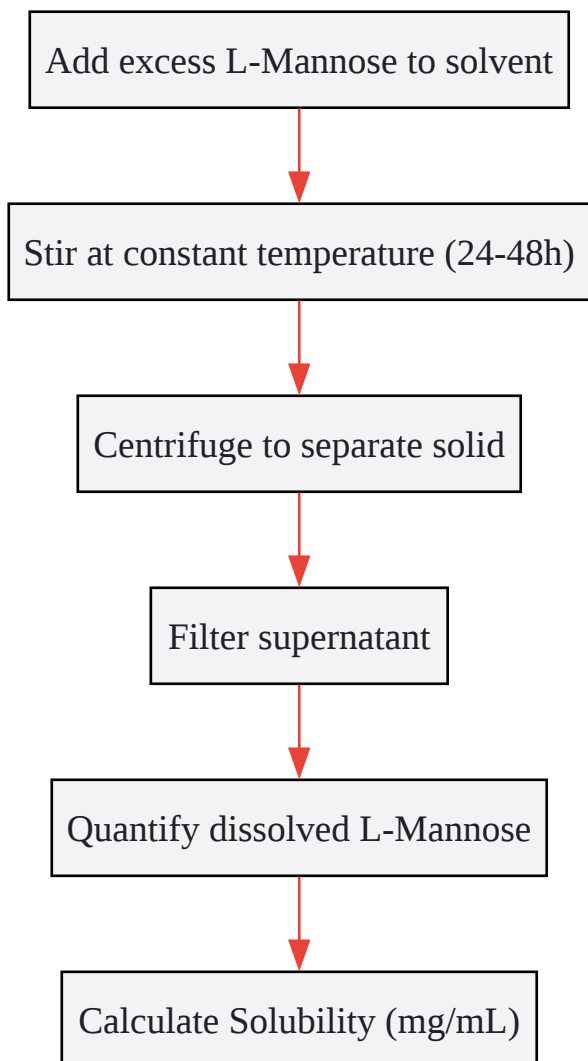 Add excess L-Mannose to solvent
Stir at constant temperature (24-48h)
Centrifuge to separate solid
Filter supernatant
Quantify dissolved L-Mannose
Calculate Solubility (mg/mL)